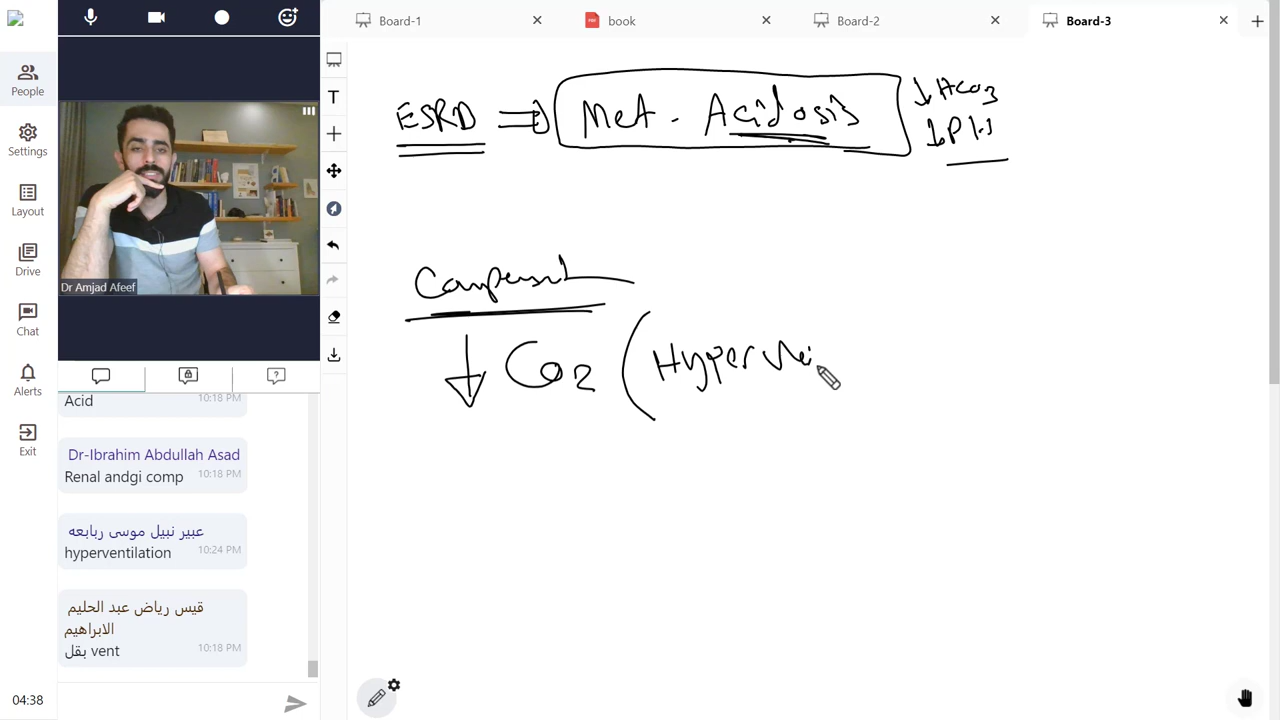 Board-1
book
Board-2
Board-3
People
Settings
Layout
Drive
Chat
Alerts
Exit
04:38
Dr Amjad Afeef
Acid
10:18 PM
Dr-Ibrahim Abdullah Asad
Renal andgi comp
10:18 PM
عبير نبيل موسى ربابعه
hyperventilation
10:24 PM
قيس رياض عبد الحليم
الابراهيم
بقل vent
10:18 PM
PDF
T
ESRD ⇒ Met. Acidosis
↓HCO3
↓PH
↓ CO2 (Hyperve